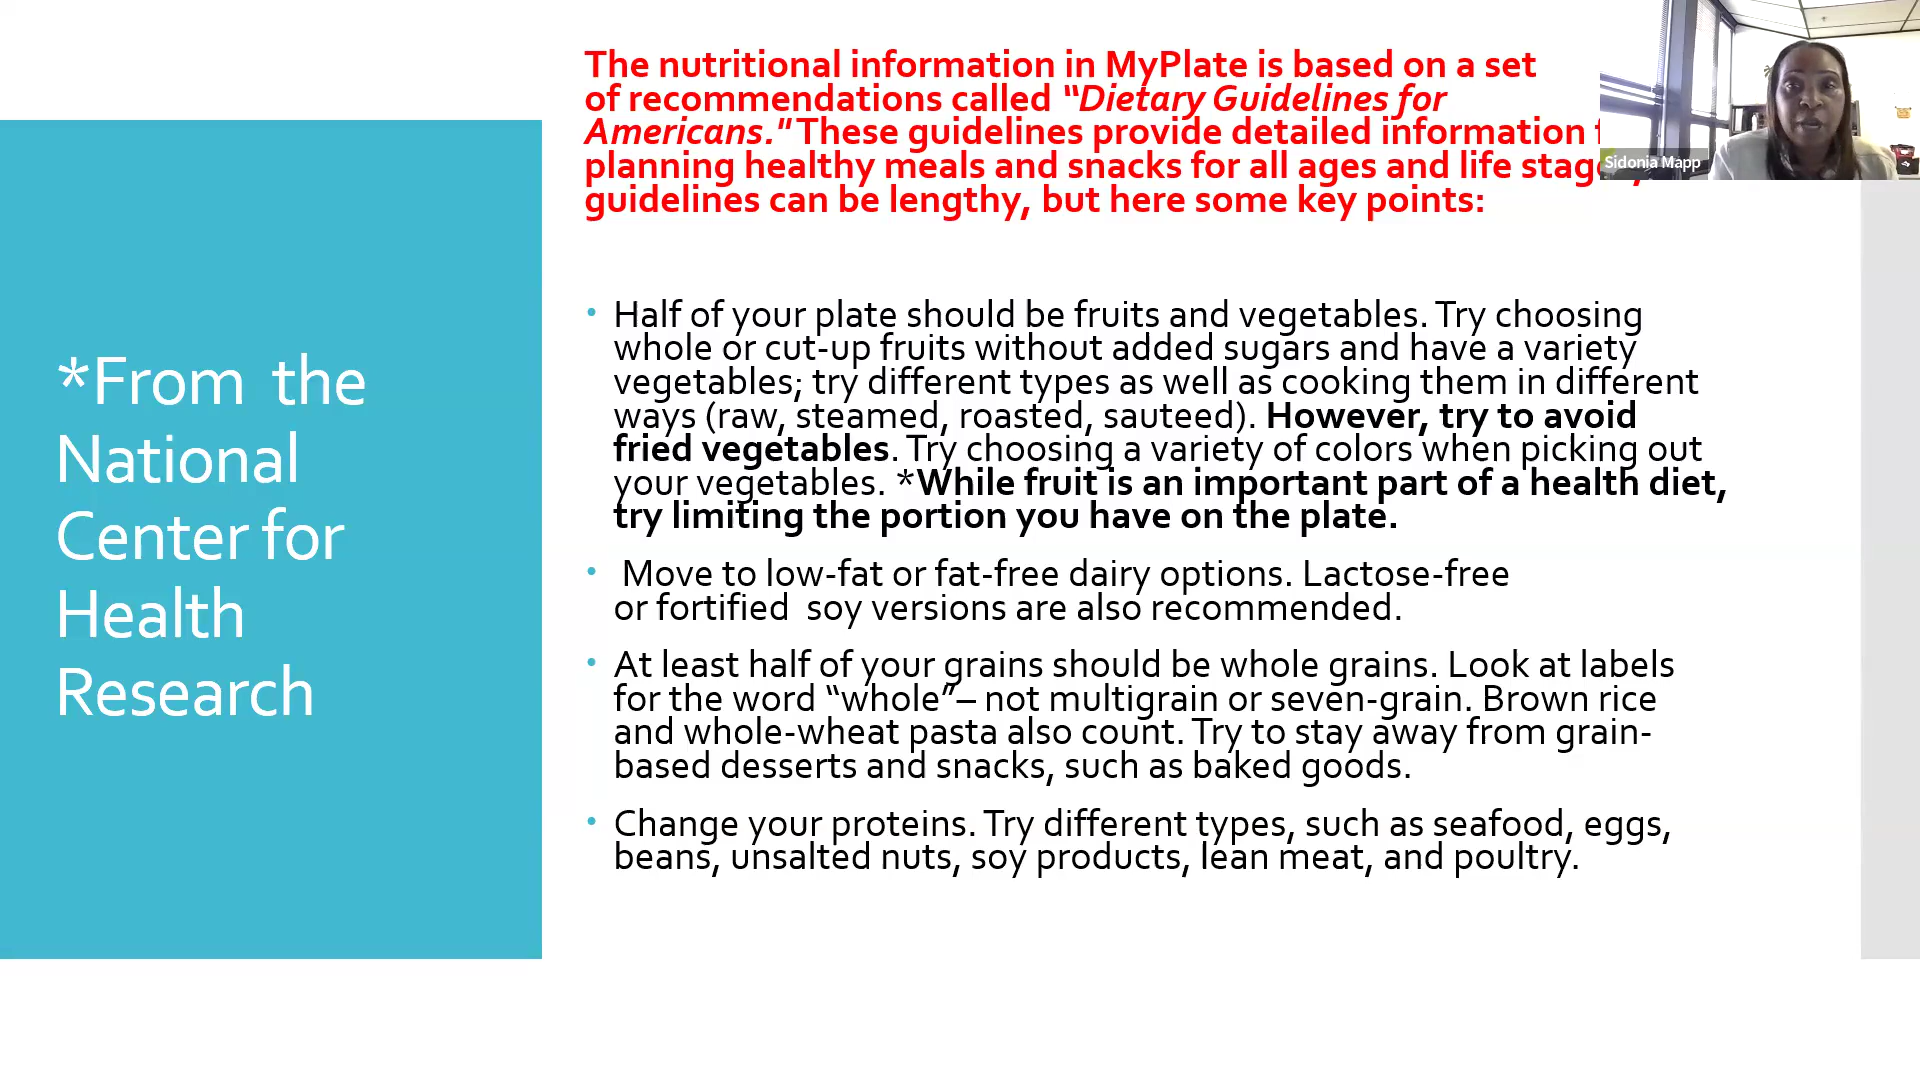 *From the
National
Center for
Health
Research
The nutritional information in MyPlate is based on a set
of recommendations called “Dietary Guidelines for
Americans." These guidelines provide detailed information
planning healthy meals and snacks for all ages and life
guidelines can be lengthy, but here some key points:
• Half of your plate should be fruits and vegetables. Try choosing
whole or cut-up fruits without added sugars and have a variety
vegetables; try different types as well as cooking them in different
ways (raw, steamed, roasted, sauteed). However, try to avoid
fried vegetables. Try choosing a variety of colors when picking out
your vegetables. *While fruit is an important part of a health diet,
try limiting the portion you have on the plate.
• Move to low-fat or fat-free dairy options. Lactose-free
or fortified soy versions are also recommended.
• At least half of your grains should be whole grains. Look at labels
for the word “whole”– not multigrain or seven-grain. Brown rice
and whole-wheat pasta also count. Try to stay away from grain-
based desserts and snacks, such as baked goods.
• Change your proteins. Try different types, such as seafood, eggs,
beans, unsalted nuts, soy products, lean meat, and poultry.
Sidonia Mapp